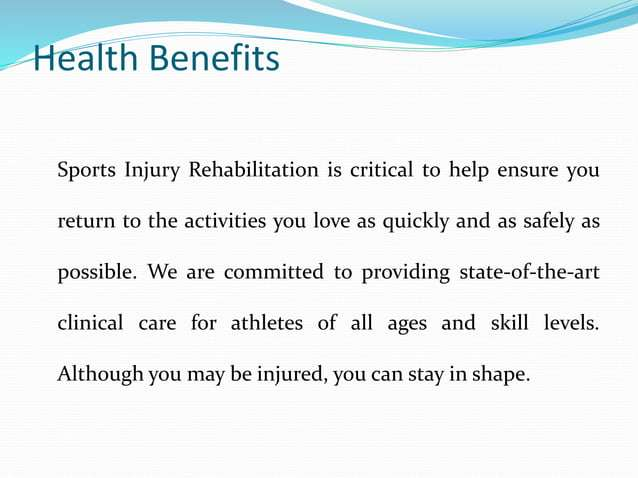 Health Benefits
Sports Injury Rehabilitation is critical to help ensure you
return to the activities you love as quickly and as safely as
possible. We are committed to providing state-of-the-art
clinical care for athletes of all ages and skill levels.
Although you may be injured, you can stay in shape.